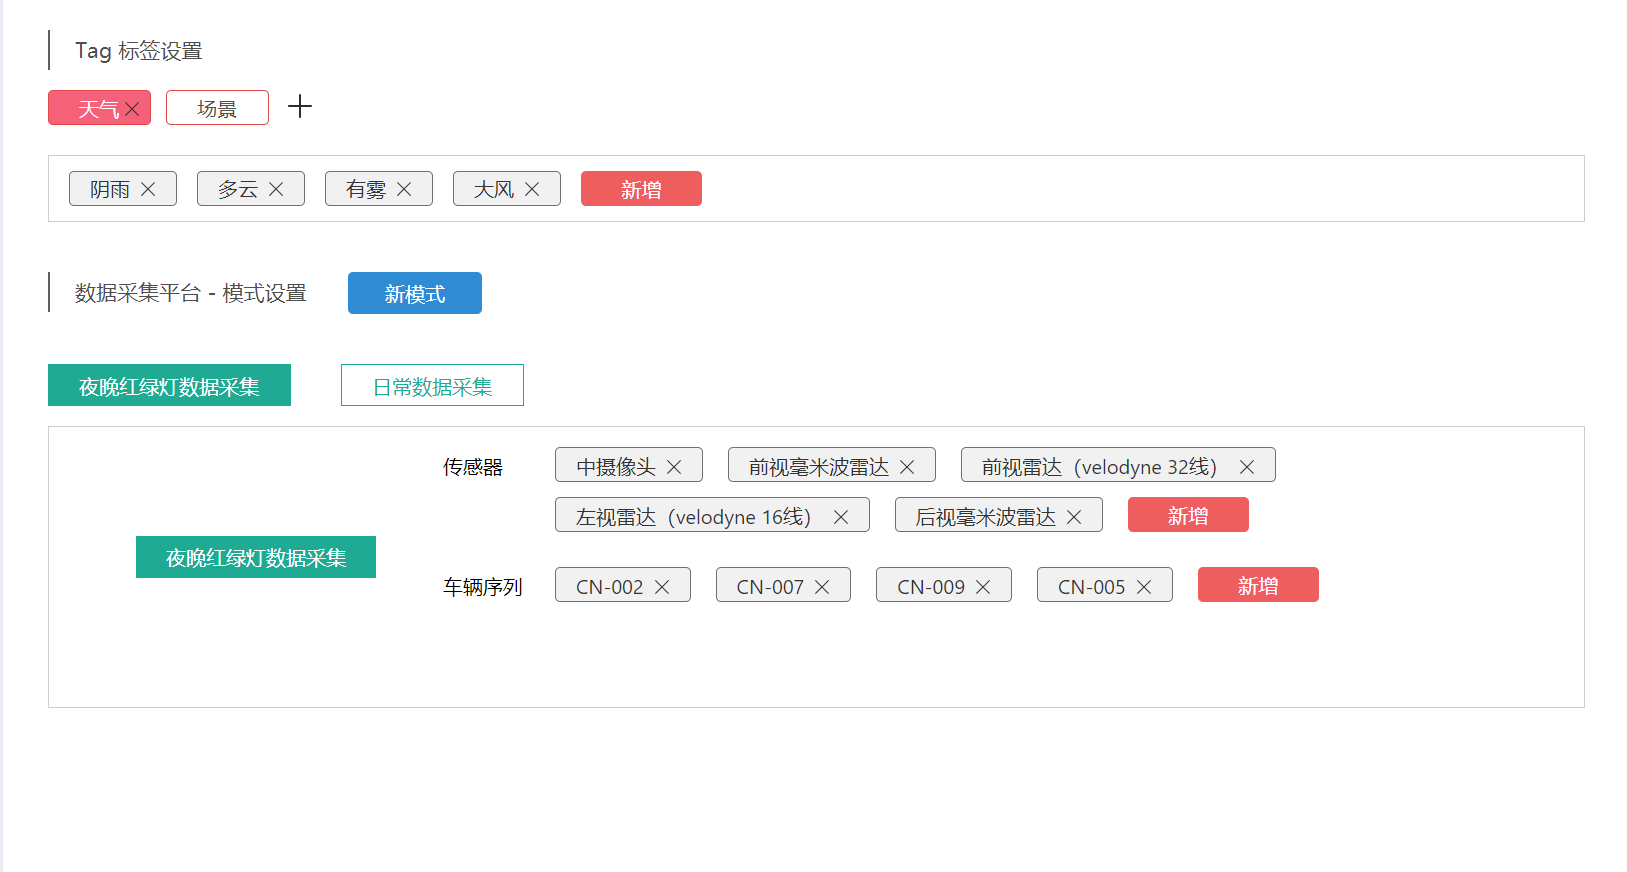 Tag 标签设置
天气 场景
阴雨 多云 有雾 大风 新增
数据采集平台 - 模式设置 新模式
夜晚红绿灯数据采集 日常数据采集
传感器 中摄像头 前视毫米波雷达 前视雷达（velodyne 32线）
左视雷达（velodyne 16线） 后视毫米波雷达 新增
夜晚红绿灯数据采集
车辆序列 CN-002 CN-007 CN-009 CN-005 新增